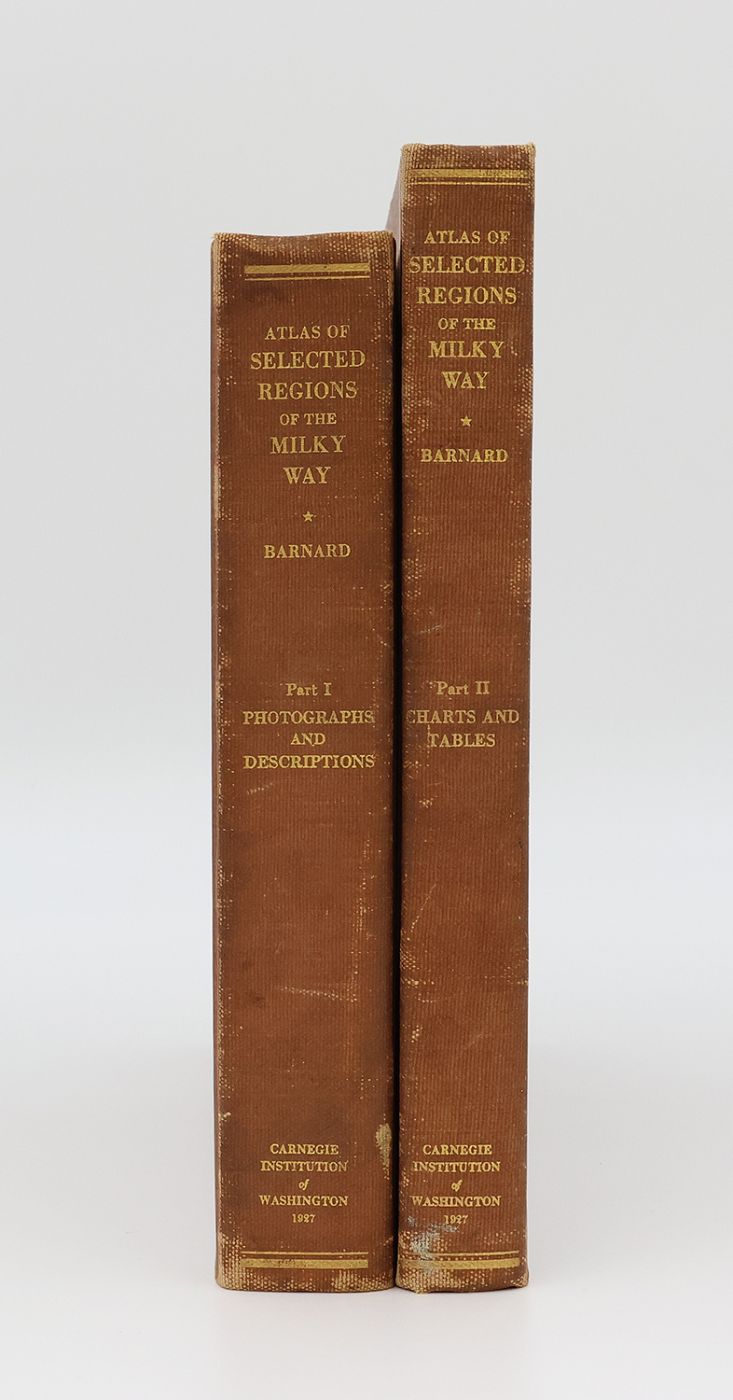 ATLAS OF
SELECTED
REGIONS
OF THE
MILKY
WAY
BARNARD
Part I
PHOTOGRAPHS
AND
DESCRIPTIONS
CARNEGIE
INSTITUTION
of
WASHINGTON
1927
ATLAS OF
SELECTED
REGIONS
OF THE
MILKY
WAY
BARNARD
Part II
CHARTS AND
TABLES
CARNEGIE
INSTITUTION
of
WASHINGTON
1927